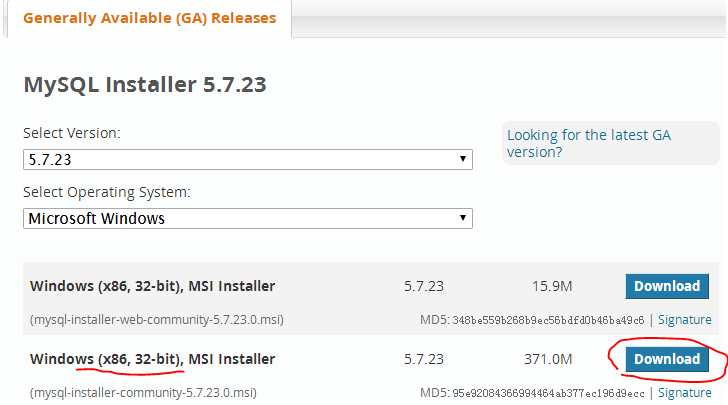 Generally Available (GA) Releases
MySQL Installer 5.7.23
Select Version:
5.7.23
Looking for the latest GA
version?
Select Operating System:
Microsoft Windows
Windows (x86, 32-bit), MSI Installer 5.7.23 15.9M Download
(mysql-installer-web-community-5.7.23.0.msi) MD5: 348be559b268b9ec56bdfd0b46ba49c6 | Signature
Windows (x86, 32-bit), MSI Installer 5.7.23 371.0M Download
(mysql-installer-community-5.7.23.0.msi) MD5: 95e92084366994464ab377ec196d9ecc | Signature